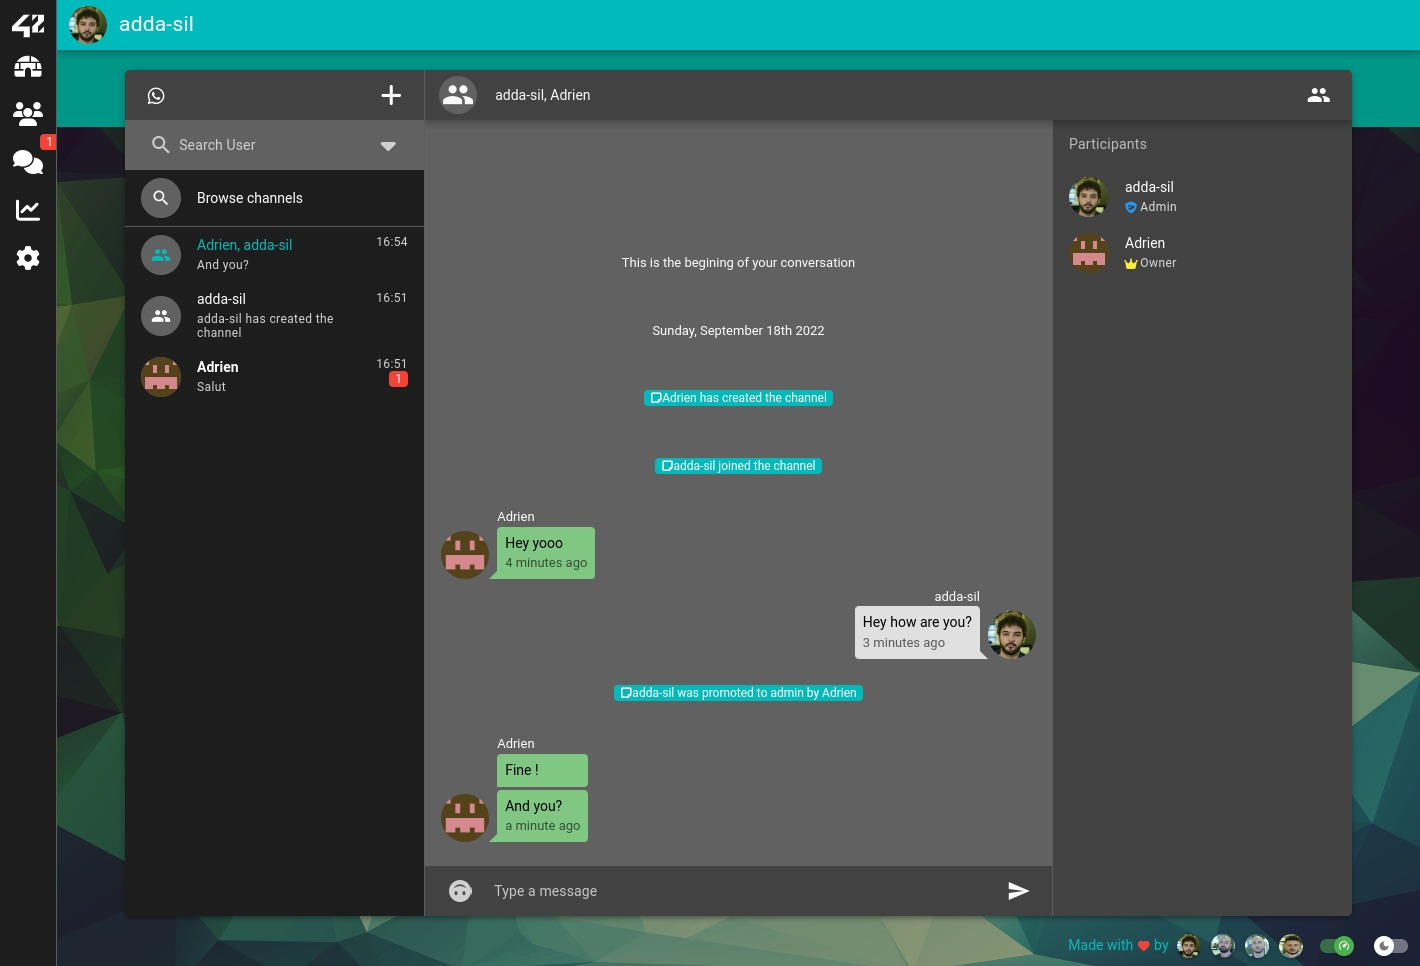 42
adda-sil
1
Search User
Browse channels
Adrien, adda-sil
16:54
And you?
adda-sil
16:51
adda-sil has created the
channel
Adrien
16:51
Salut
1
adda-sil, Adrien
This is the begining of your conversation
Sunday, September 18th 2022
Adrien has created the channel
adda-sil joined the channel
Adrien
Hey yooo
4 minutes ago
adda-sil
Hey how are you?
3 minutes ago
adda-sil was promoted to admin by Adrien
Adrien
Fine !
And you?
a minute ago
Type a message
Participants
adda-sil
Admin
Adrien
Owner
Made with by